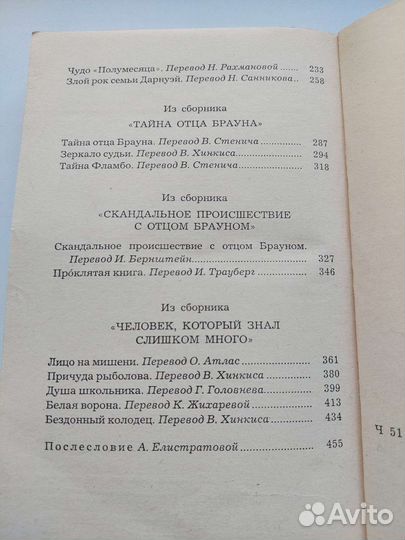 Чудо «Полумесяца». Перевод Н. Рахмановой ....... 233
Злой рок семьи Дарнуэй. Перевод Н. Санникова . 258
Из сборника
«ТАЙНА ОТЦА БРАУНА»
Тайна отца Брауна. Перевод В. Стенича ............. 287
Зеркало судьи. Перевод В. Хинкиса .................. 294
Тайна Фламбо. Перевод В. Стенича .................. 318
Из сборника
«СКАНДАЛЬНОЕ ПРОИСШЕСТВИЕ
С ОТЦОМ БРАУНОМ»
Скандальное происшествие с отцом Брауном.
Перевод И. Бернштейн .................................. 327
Проклятая книга. Перевод И. Трауберг ............. 346
Из сборника
«ЧЕЛОВЕК, КОТОРЫЙ ЗНАЛ
СЛИШКОМ МНОГО»
Лицо на мишени. Перевод О. Атлас .................. 361
Причуда рыболова. Перевод В. Хинкиса ............. 380
Душа школьника. Перевод Г. Головнева ............. 399
Белая ворона. Перевод К. Жихаревой ................ 413
Бездонный колодец. Перевод В. Хинкиса ............ 434
Послесловие А. Елистратовой ..................... 455
Ч 51
Avito